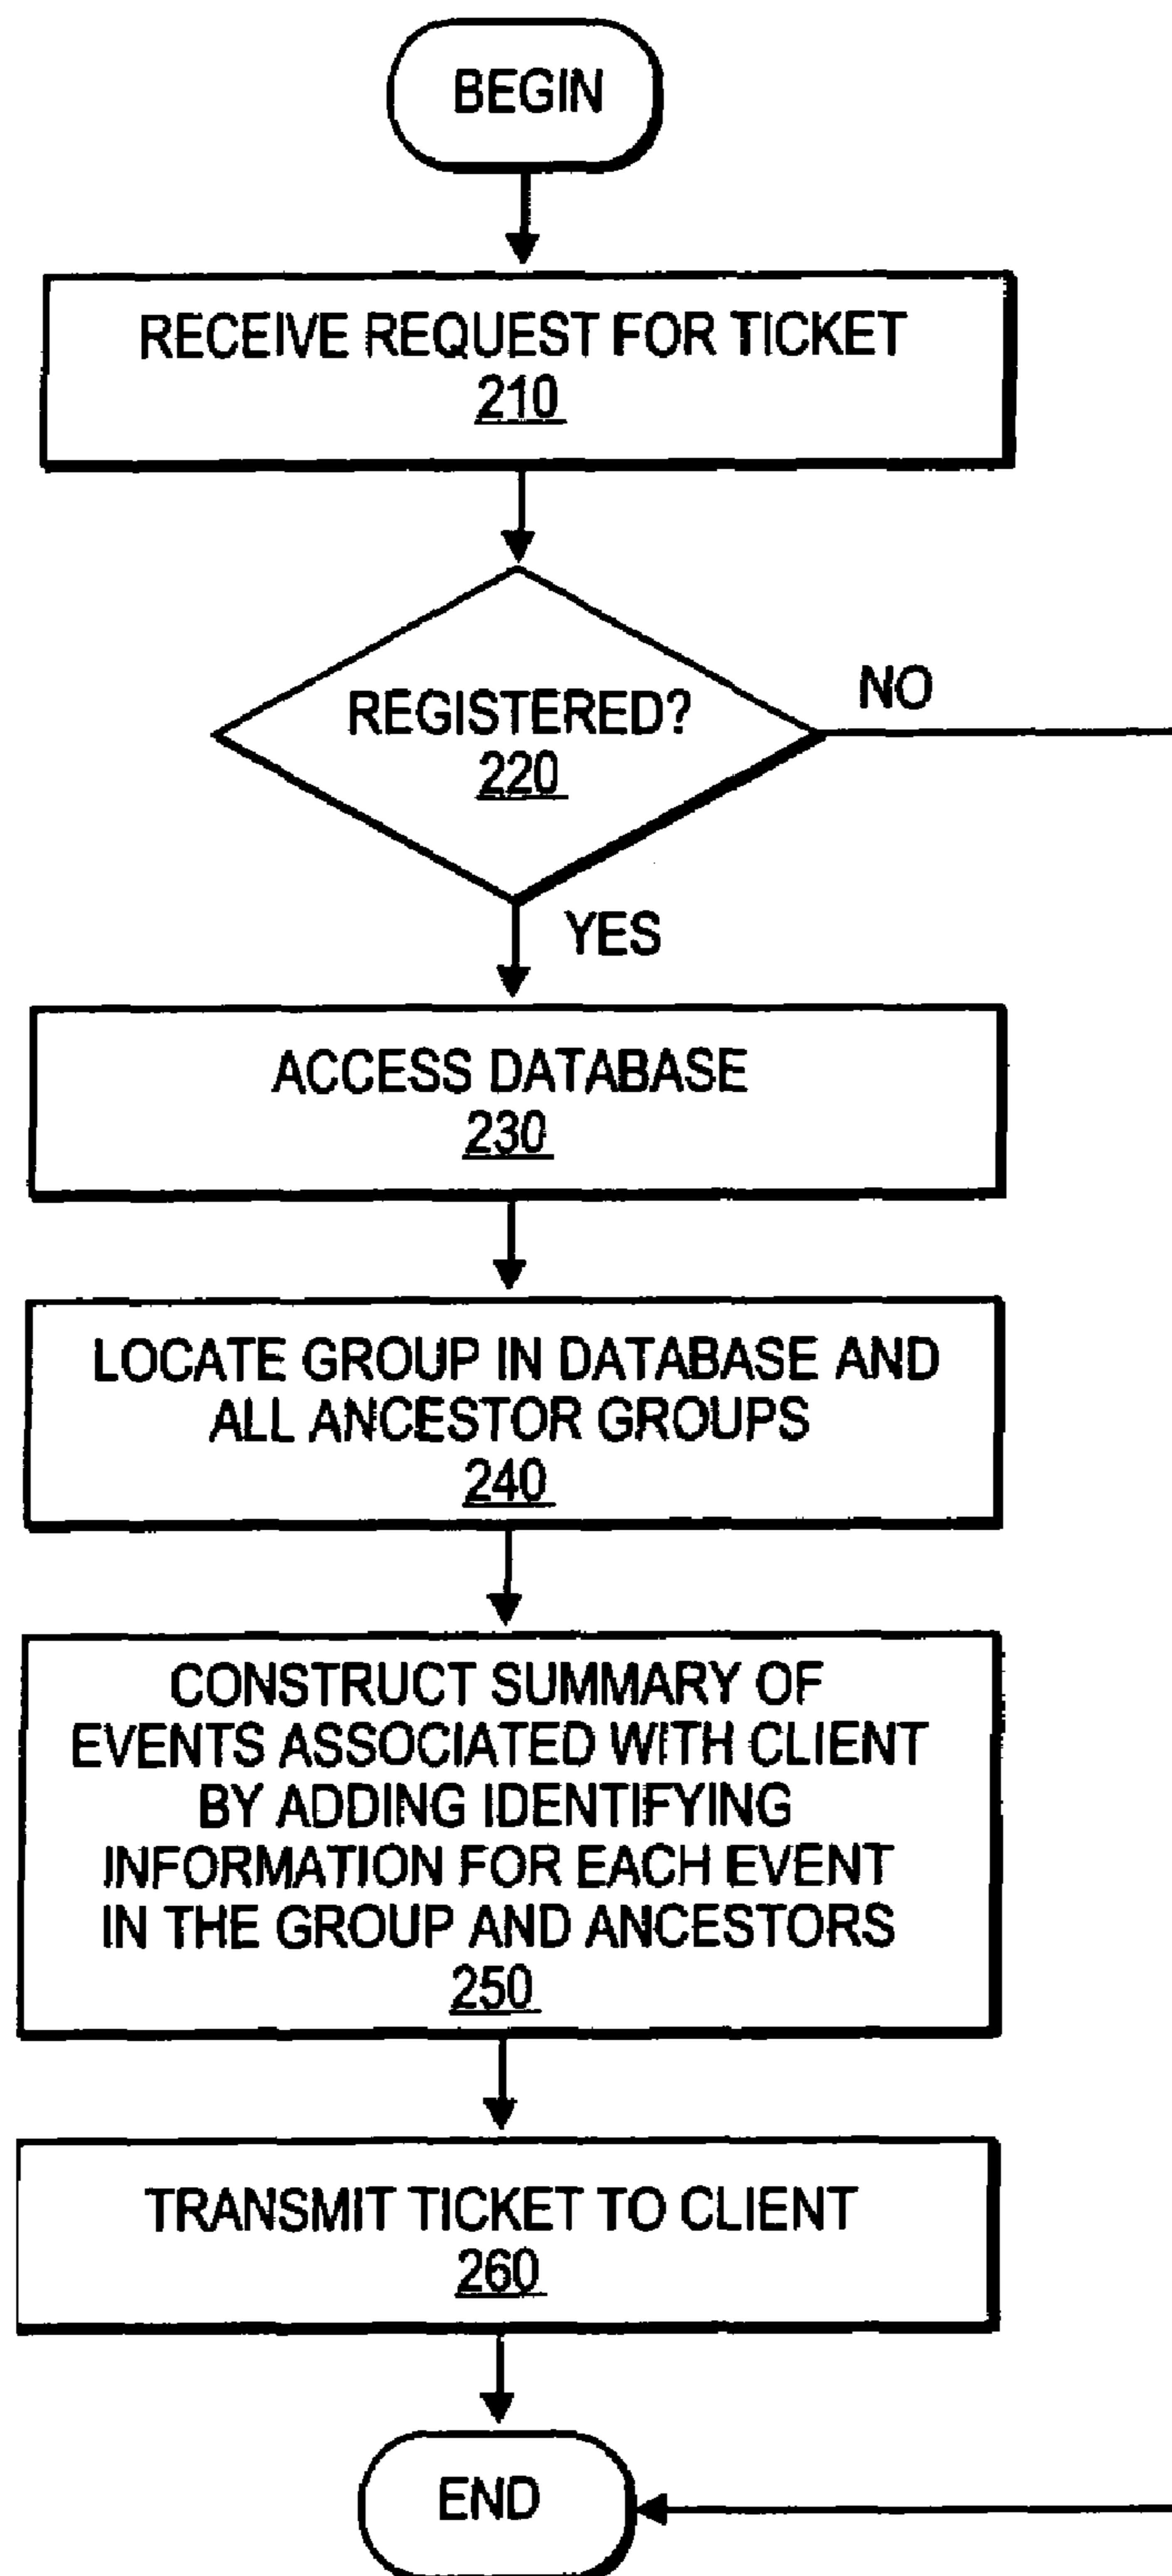 BEGIN
RECEIVE REQUEST FOR TICKET
210
REGISTERED?
220
NO
YES
ACCESS DATABASE
230
LOCATE GROUP IN DATABASE AND
ALL ANCESTOR GROUPS
240
CONSTRUCT SUMMARY OF
EVENTS ASSOCIATED WITH CLIENT
BY ADDING IDENTIFYING
INFORMATION FOR EACH EVENT
IN THE GROUP AND ANCESTORS
250
TRANSMIT TICKET TO CLIENT
260
END